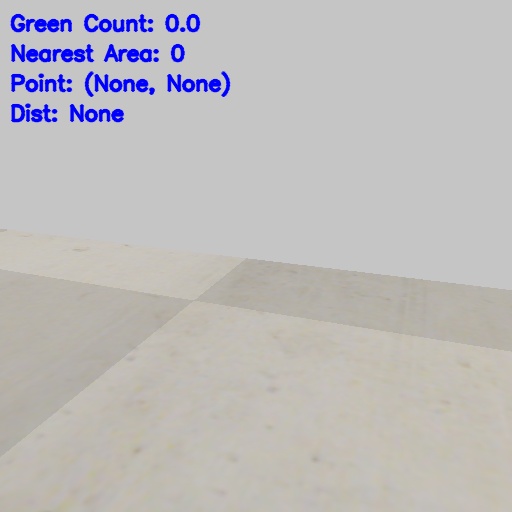 Green Count: 0.0
Nearest Area: 0
Point: (None, None)
Dist: None